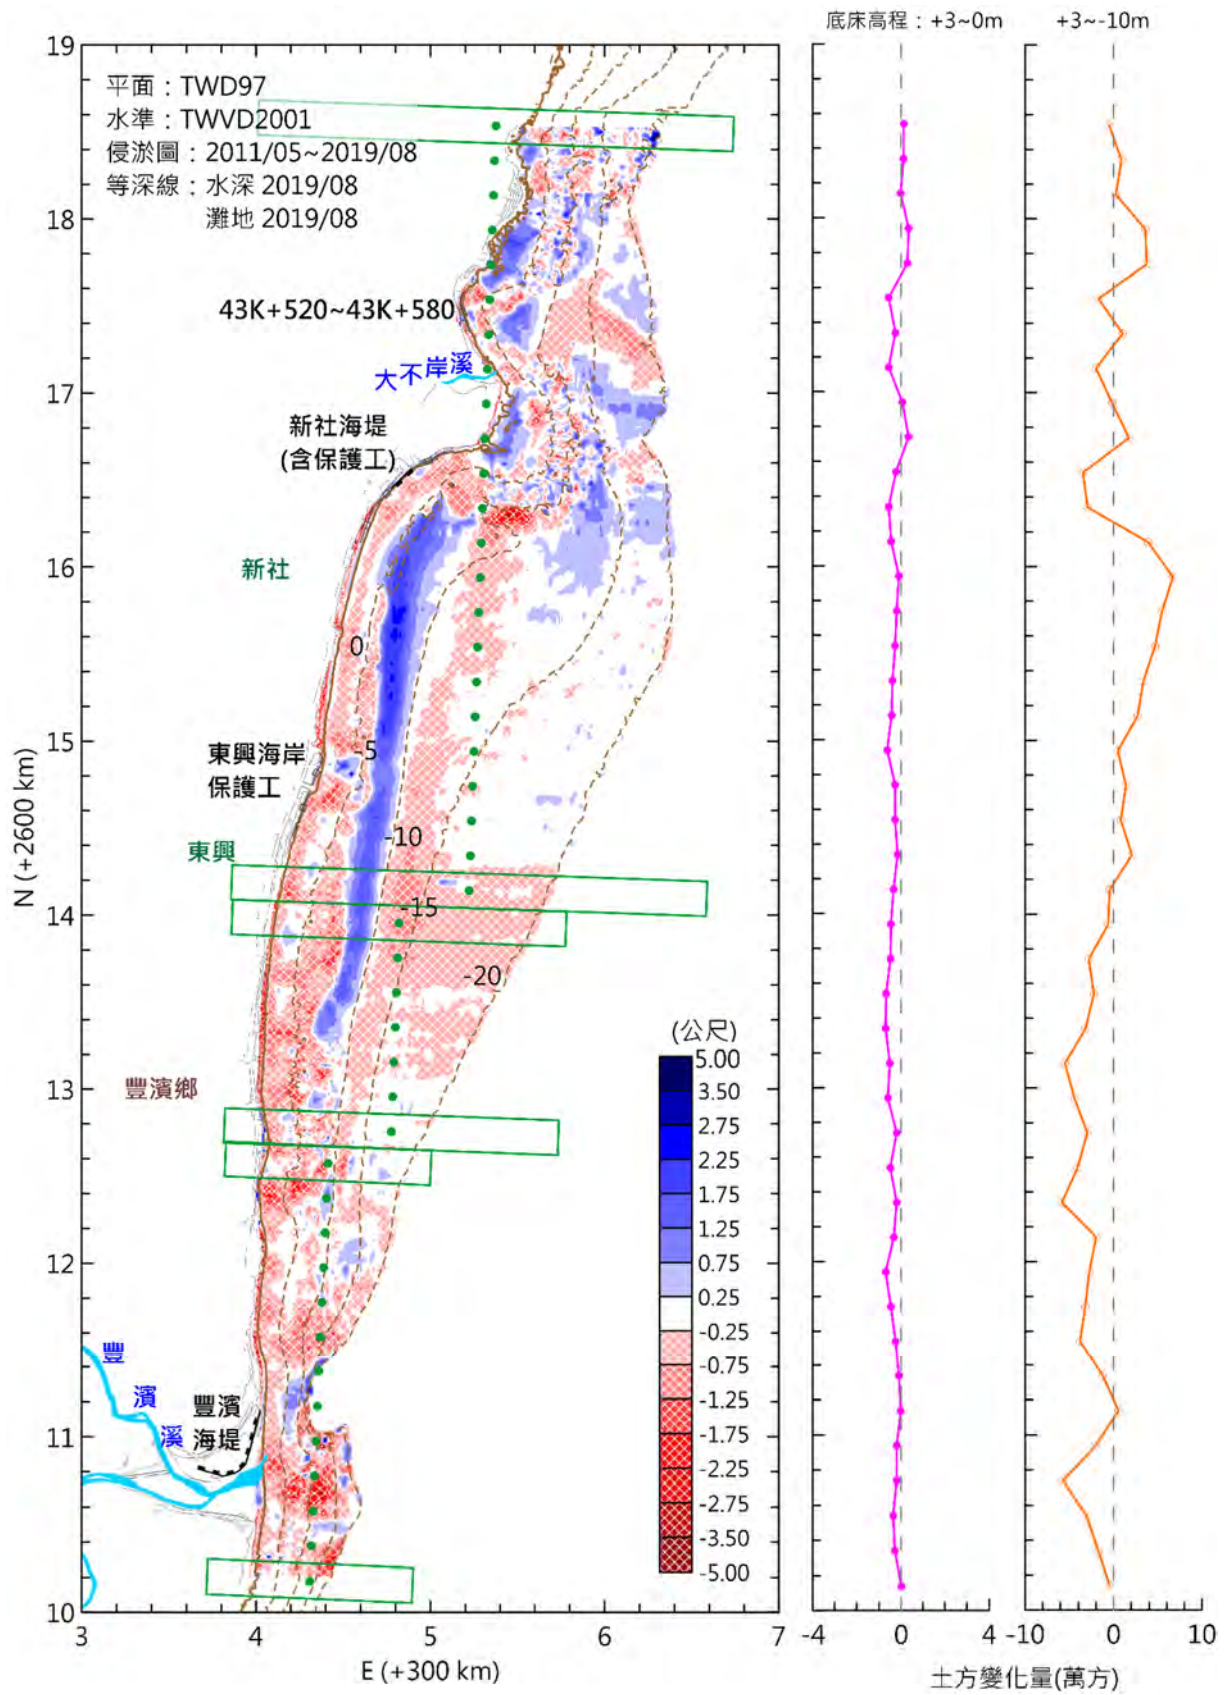 底床高程：+3~0m
+3~-10m
19
18
17
16
15
14
13
12
11
10
N (+2600 km)
平面：TWD97
水準：TWVD2001
侵淤圖：2011/05~2019/08
等深線：水深 2019/08
灘地 2019/08
43K+520~43K+580
大不岸溪
新社海堤
(含保護工)
新社
0
-5
東興海岸
保護工
-10
東興
-15
-20
豐濱鄉
(公尺)
5.00
3.50
2.75
2.25
1.75
1.25
0.75
0.25
-0.25
-0.75
-1.25
-1.75
-2.25
-2.75
-3.50
-5.00
豐濱溪
豐濱
海堤
3
4
5
6
7
E (+300 km)
-4
0
4
-10
0
10
土方變化量(萬方)